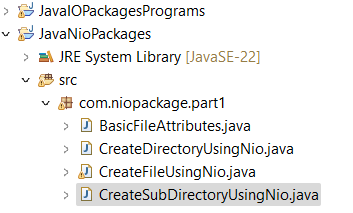 JavaIOPackagesPrograms
JavaNioPackages
JRE System Library [JavaSE-22]
src
com.niopackage.part1
BasicFileAttributes.java
CreateDirectoryUsingNio.java
CreateFileUsingNio.java
CreateSubDirectoryUsingNio.java